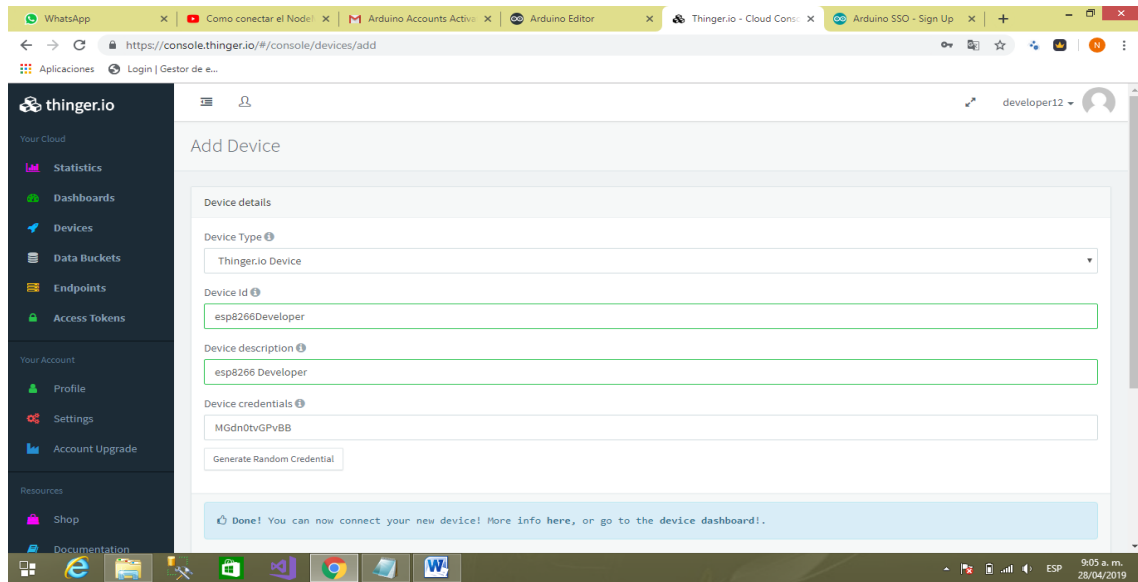 WhatsApp
Como conectar el Node
Arduino Accounts Activa
Arduino Editor
Thinger.io - Cloud Conso
Arduino SSO - Sign Up
https://console.thinger.io/#/console/devices/add
N
Aplicaciones
Login | Gestor de e...
thinger.io
developer12
Your Cloud
Statistics
Dashboards
Devices
Data Buckets
Endpoints
Access Tokens
Your Account
Profile
Settings
Account Upgrade
Resources
Shop
Documentation
Add Device
Device details
Device Type
Thinger.io Device
Device Id
esp8266Developer
Device description
esp8266 Developer
Device credentials
MGdn0tvGPvBB
Generate Random Credential
Done! You can now connect your new device! More info here, or go to the device dashboard!.
ESP
9:05 a. m.
28/04/2019